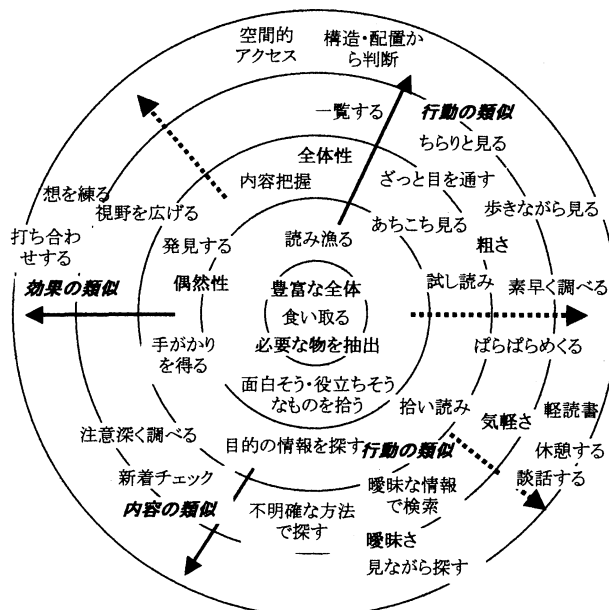 空間的
アクセス
構造・配置か
ら判断
一覧する
行動の類似
ちらりと見る
全体性
内容把握
ざっと目を通す
想を練る
視野を広げる
あちこち見る
歩きながら見る
打ち合わ
せする
発見する
読み漁る
粗さ
効果の類似
偶然性
豊富な全体
試し読み
素早く調べる
食い取る
手がかり
を得る
必要な物を抽出
ぱらぱらめくる
面白そう・役立ちそう
なものを拾う
拾い読み
気軽さ
軽読書
注意深く調べる
目的の情報を探す
行動の類似
休憩する
新着チェック
曖昧な情報
で検索
談話する
内容の類似
不明確な方法
で探す
曖昧さ
見ながら探す